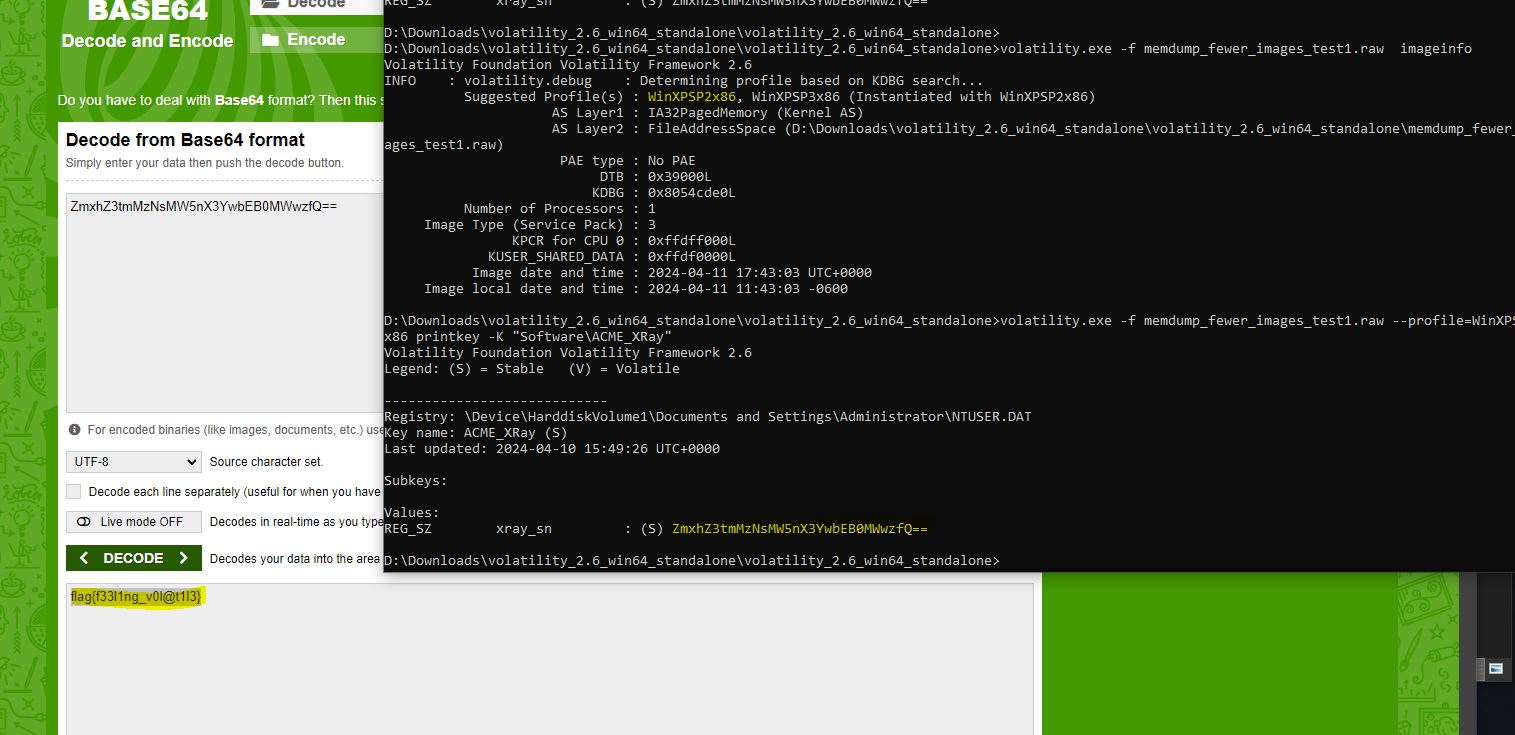 BASE64
Decode and Encode
Decode
Encode
Do you have to deal with Base64 format? Then this s
Decode from Base64 format
Simply enter your data then push the decode button.
ZmxhZ3tmMzNsMW5nX3YwbEB0MWwzfQ==
For encoded binaries (like images, documents, etc.) use
UTF-8
Source character set.
Decode each line separately (useful for when you have
Live mode OFF
Decodes in real-time as you type
< DECODE >
Decodes your data into the area
flag{f33l1ng_v0l@t1l3}
REG_SZ xray_sn : (S) ZmxhZ3tmMzNsMW5nX3YwbEB0MWwzfQ==
D:\Downloads\volatility_2.6_win64_standalone\volatility_2.6_win64_standalone>
D:\Downloads\volatility_2.6_win64_standalone\volatility_2.6_win64_standalone>volatility.exe -f memdump_fewer_images_test1.raw  imageinfo
Volatility Foundation Volatility Framework 2.6
INFO    : volatility.debug    : Determining profile based on KDBG search...
Suggested Profile(s) : WinXPSP2x86, WinXPSP3x86 (Instantiated with WinXPSP2x86)
AS Layer1 : IA32PagedMemory (Kernel AS)
AS Layer2 : FileAddressSpace (D:\Downloads\volatility_2.6_win64_standalone\volatility_2.6_win64_standalone\memdump_fewer_
ages_test1.raw)
PAE type : No PAE
DTB : 0x39000L
KDBG : 0x8054cde0L
Number of Processors : 1
Image Type (Service Pack) : 3
KPCR for CPU 0 : 0xffdff000L
KUSER_SHARED_DATA : 0xffdf0000L
Image date and time : 2024-04-11 17:43:03 UTC+0000
Image local date and time : 2024-04-11 11:43:03 -0600
D:\Downloads\volatility_2.6_win64_standalone\volatility_2.6_win64_standalone>volatility.exe -f memdump_fewer_images_test1.raw --profile=WinXPS
x86 printkey -K "Software\ACME_XRay"
Volatility Foundation Volatility Framework 2.6
Legend: (S) = Stable   (V) = Volatile
----------------------------
Registry: \Device\HarddiskVolume1\Documents and Settings\Administrator\NTUSER.DAT
Key name: ACME_XRay (S)
Last updated: 2024-04-10 15:49:26 UTC+0000
Subkeys:
Values:
REG_SZ xray_sn : (S) ZmxhZ3tmMzNsMW5nX3YwbEB0MWwzfQ==
D:\Downloads\volatility_2.6_win64_standalone\volatility_2.6_win64_standalone>